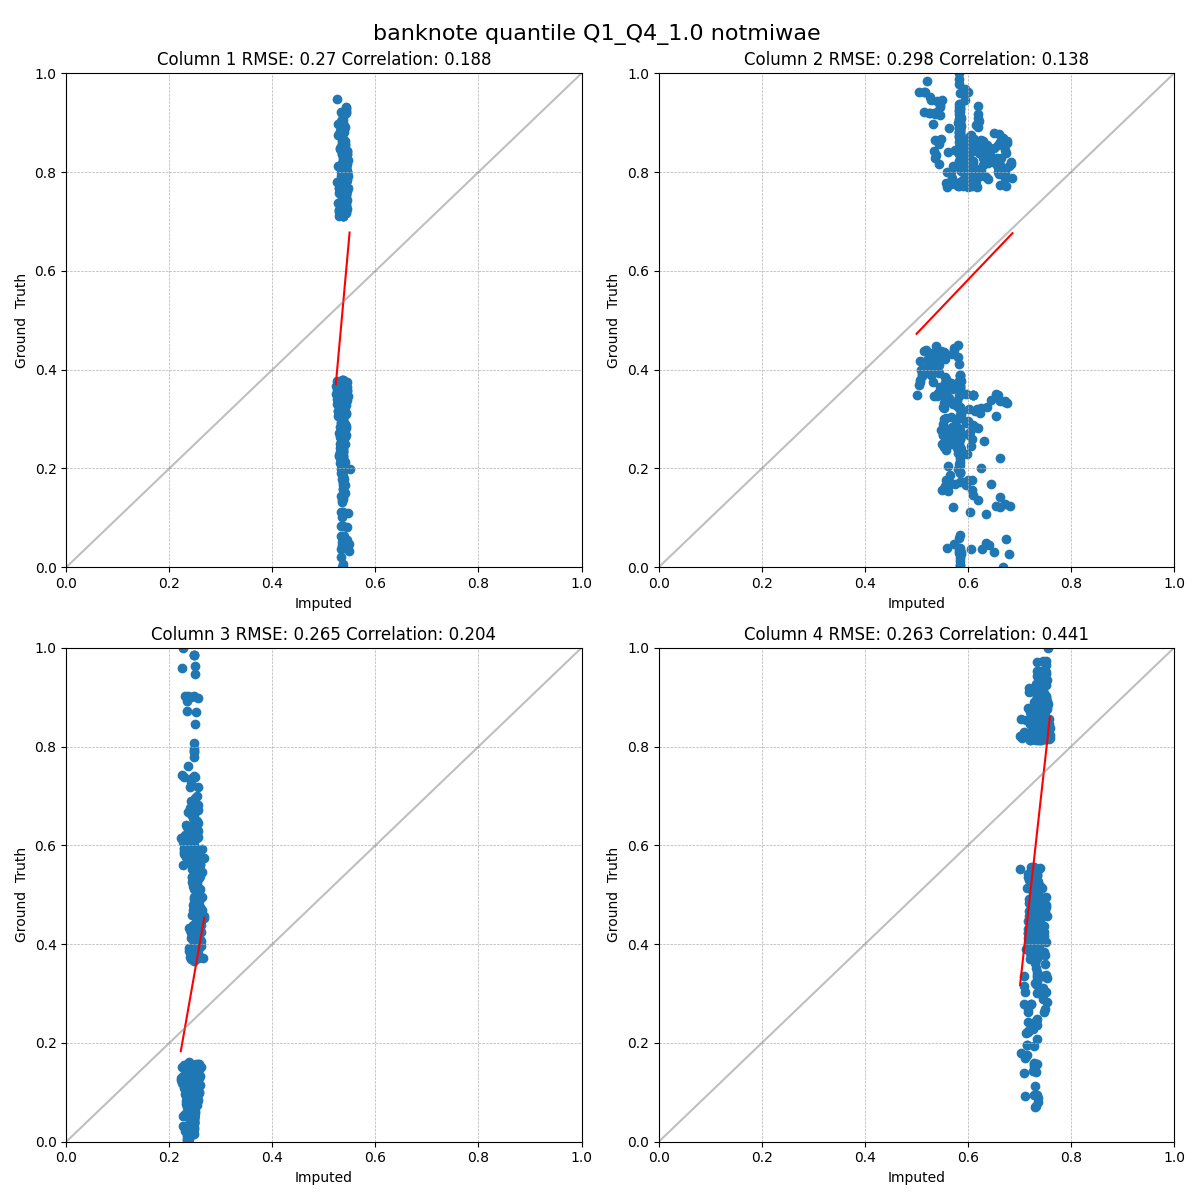 banknote quantile Q1_Q4_1.0 notmiwae
Column 1 RMSE: 0.27 Correlation: 0.188
1.0
0.8
0.6
0.4
0.2
0.0
Ground  Truth
0.0 0.2 0.4 0.6 0.8 1.0
Imputed
Column 2 RMSE: 0.298 Correlation: 0.138
1.0
0.8
0.6
0.4
0.2
0.0
Ground  Truth
0.0 0.2 0.4 0.6 0.8 1.0
Imputed
Column 3 RMSE: 0.265 Correlation: 0.204
1.0
0.8
0.6
0.4
0.2
0.0
Ground  Truth
0.0 0.2 0.4 0.6 0.8 1.0
Imputed
Column 4 RMSE: 0.263 Correlation: 0.441
1.0
0.8
0.6
0.4
0.2
0.0
Ground  Truth
0.0 0.2 0.4 0.6 0.8 1.0
Imputed